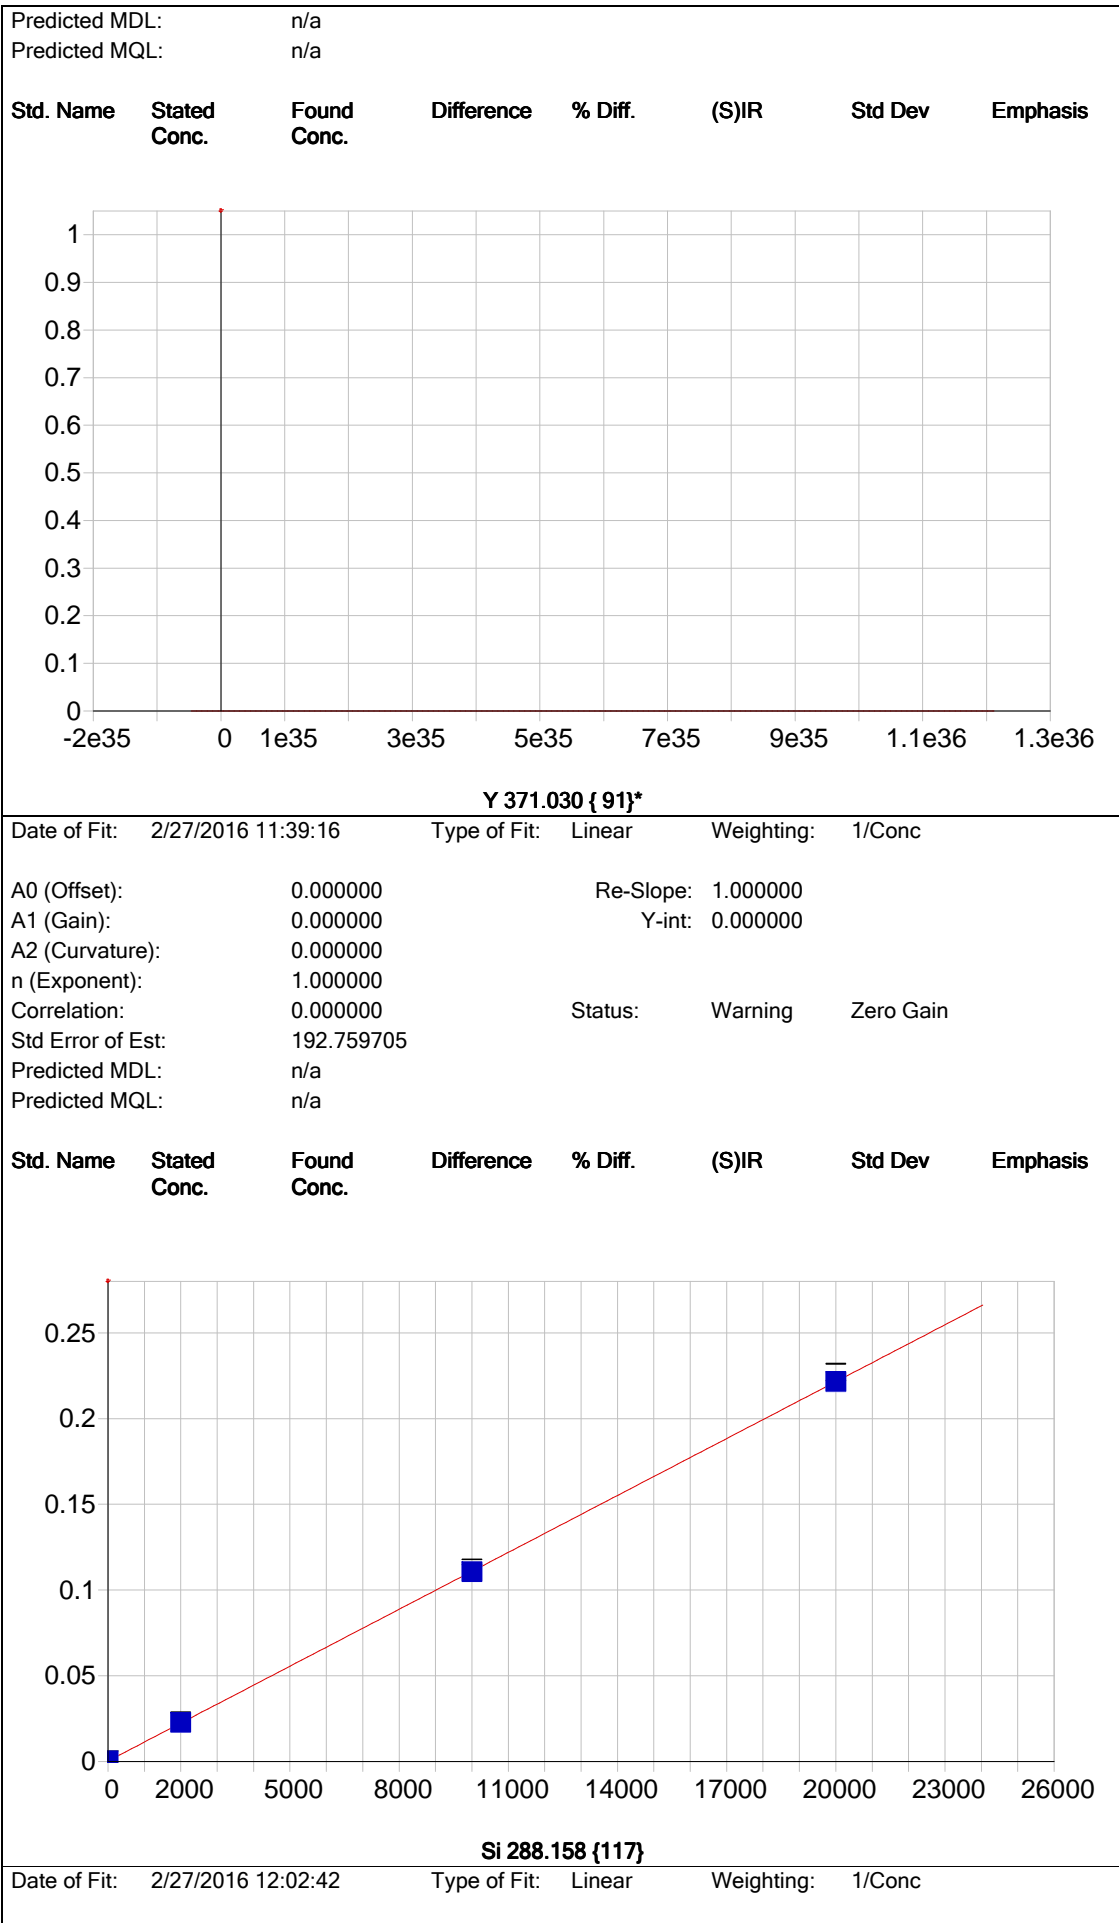 Predicted MDL: n/a
Predicted MQL: n/a
Std. Name Stated Conc. Found Conc. Difference % Diff. (S)IR Std Dev Emphasis
1
0.9
0.8
0.7
0.6
0.5
0.4
0.3
0.2
0.1
0
-2e35 0 1e35 3e35 5e35 7e35 9e35 1.1e36 1.3e36
Y 371.030 { 91}*
Date of Fit: 2/27/2016 11:39:16 Type of Fit: Linear Weighting: 1/Conc
A0 (Offset): 0.000000 Re-Slope: 1.000000
A1 (Gain): 0.000000 Y-int: 0.000000
A2 (Curvature): 0.000000
n (Exponent): 1.000000
Correlation: 0.000000 Status: Warning Zero Gain
Std Error of Est: 192.759705
Predicted MDL: n/a
Predicted MQL: n/a
Std. Name Stated Conc. Found Conc. Difference % Diff. (S)IR Std Dev Emphasis
0.25
0.2
0.15
0.1
0.05
0
0 2000 5000 8000 11000 14000 17000 20000 23000 26000
Si 288.158 {117}
Date of Fit: 2/27/2016 12:02:42 Type of Fit: Linear Weighting: 1/Conc